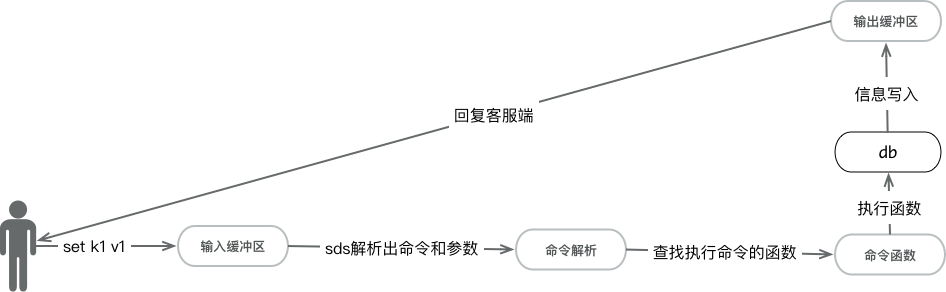 输出缓冲区
信息写入
回复客服端
db
执行函数
set k1 v1
输入缓冲区
sds解析出命令和参数
命令解析
查找执行命令的函数
命令函数